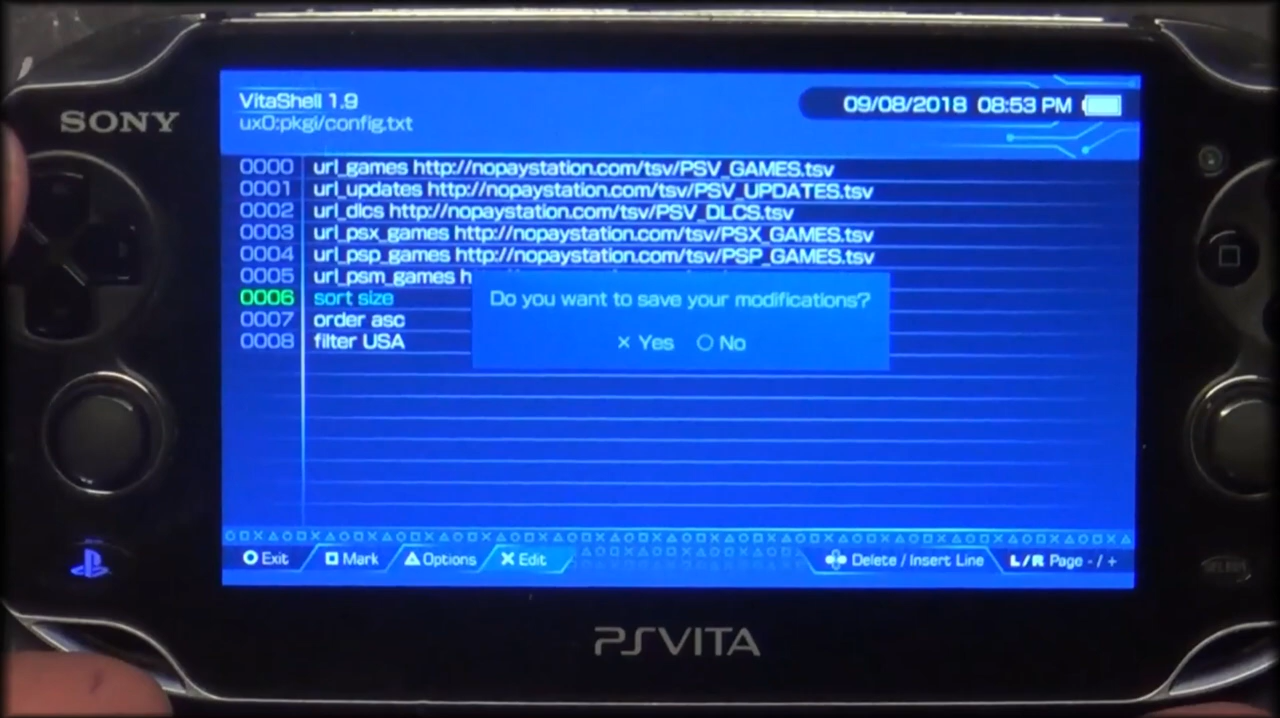 SONY
VitaShell 1.9
09/08/2018 08:53 PM
ux0:pkgi/config.txt
0000 url_games http://nopaystation.com/tsv/PSV_GAMES.tsv
0001 url_updates http://nopaystation.com/tsv/PSV_UPDATES.tsv
0002 url_dlcs http://nopaystation.com/tsv/PSV_DLCS.tsv
0003 url_psx_games http://nopaystation.com/tsv/PSX_GAMES.tsv
0004 url_psp_games http://nopaystation.com/tsv/PSP_GAMES.tsv
0005 url_psm_games h
0006 sort size
Do you want to save your modifications?
0007 order asc
0008 filter USA
× Yes ○ No
Exit Mark Options Edit Delete / Insert Line L/R Page - / +
PSVITA